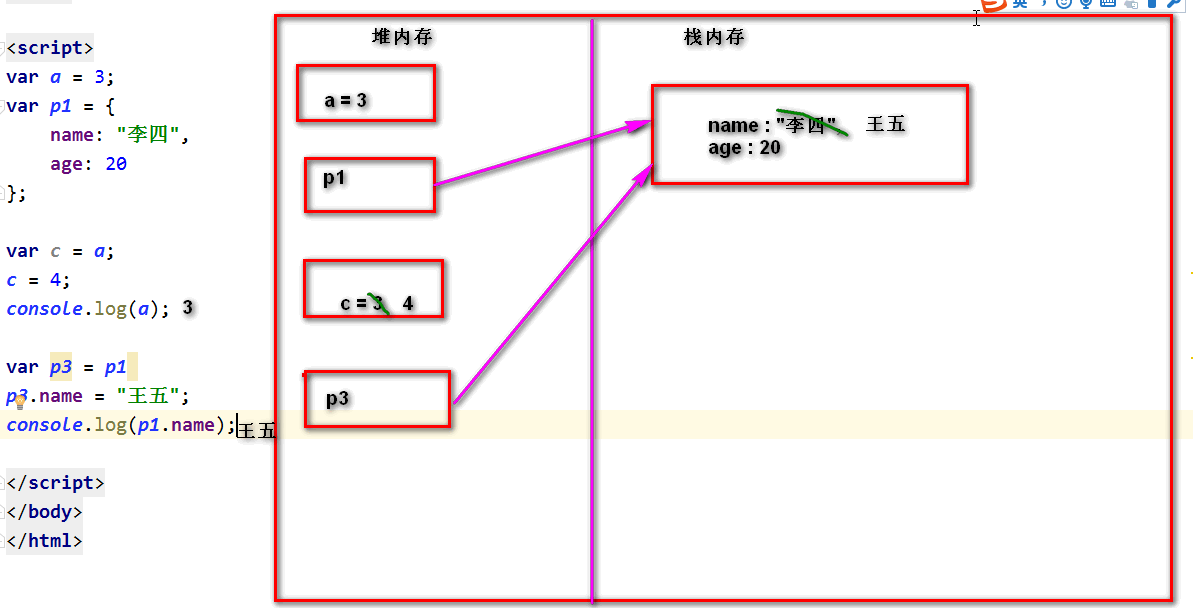 英
<script>
var a = 3;
var p1 = {
name: "李四",
age: 20
};
var c = a;
c = 4;
console.log(a); 3
var p3 = p1
p3.name = "王五";
console.log(p1.name); 王五
</script>
</body>
</html>
堆内存
a = 3
p1
c = 3 4
p3
栈内存
name : "李四", 王五
age : 20